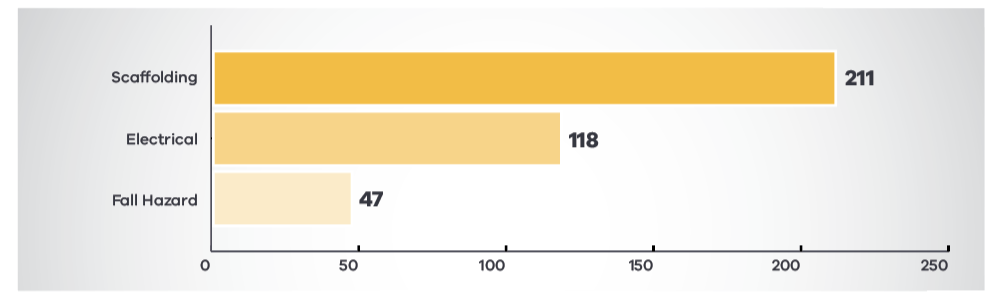 Scaffolding 211
Electrical 118
Fall Hazard 47
0 50 100 150 200 250